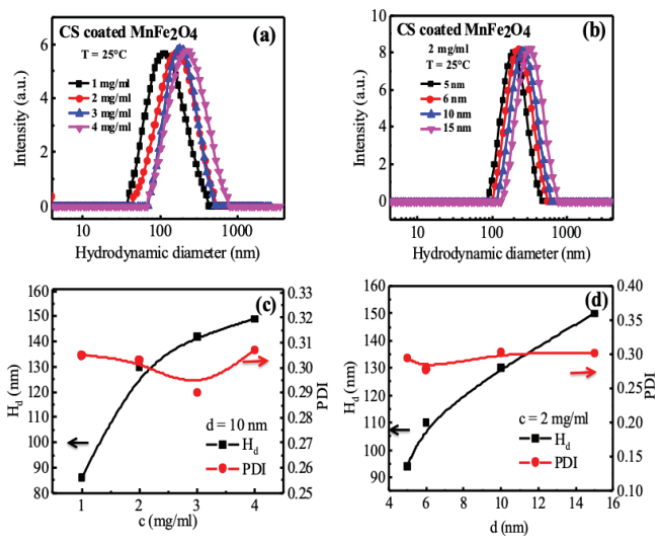 CS coated MnFe2O4
(a)
T = 25°C
1 mg/ml
2 mg/ml
3 mg/ml
4 mg/ml
Intensity (a.u.)
6
4
2
0
10
100
1000
Hydrodynamic diameter (nm)
CS coated MnFe2O4
(b)
2 mg/ml
T = 25°C
5 nm
6 nm
10 nm
15 nm
Intensity (a.u.)
8
6
4
2
0
10
100
1000
Hydrodynamic diameter (nm)
(c)
160
150
140
130
120
110
100
90
80
Hd (nm)
0.33
0.32
0.31
0.30
0.29
0.28
0.27
0.26
0.25
PDI
d = 10 nm
Hd
PDI
1
2
3
4
c (mg/ml)
(d)
160
150
140
130
120
110
100
90
Hd (nm)
0.40
0.35
0.30
0.25
0.20
0.15
0.10
PDI
c = 2 mg/ml
Hd
PDI
4
6
8
10
12
14
16
d (nm)